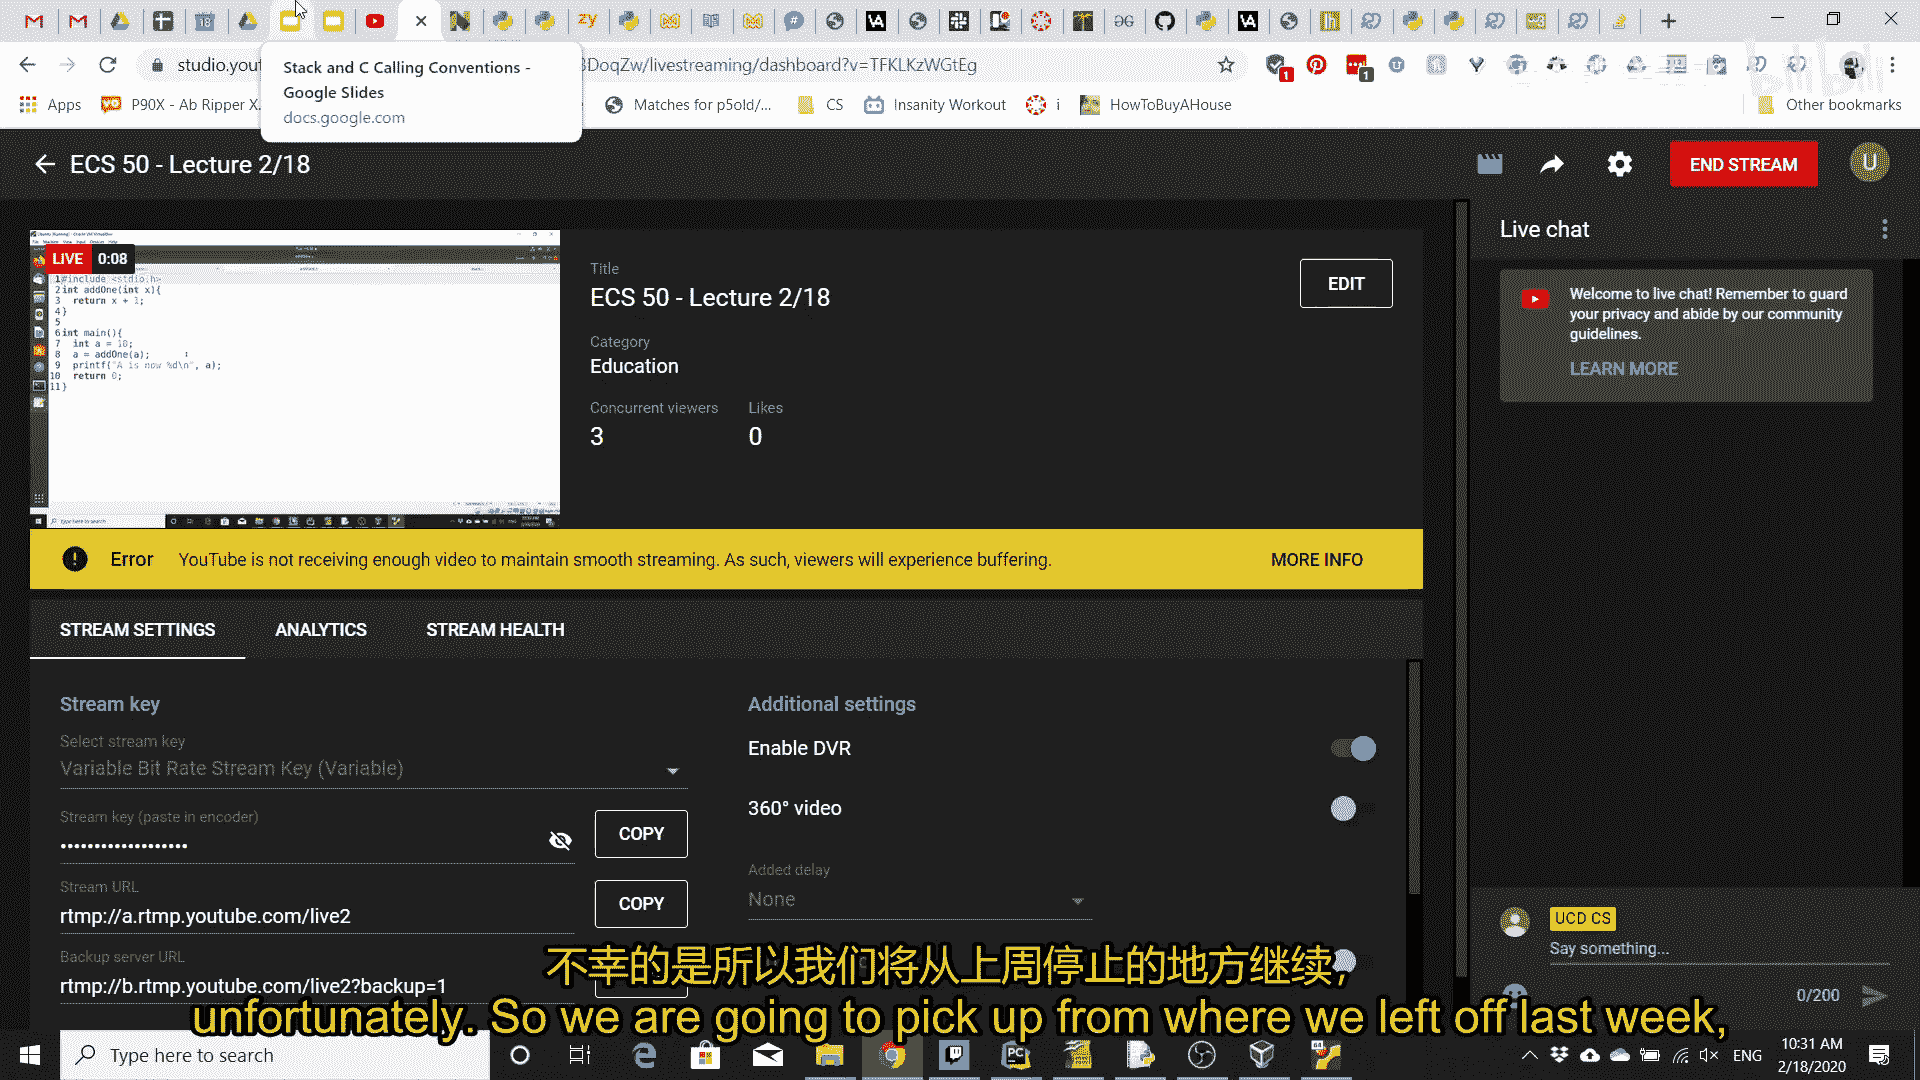 studio.yout
3DoqZw/livestreaming/dashboard?v=TFKLKzWGtEg
Stack and C Calling Conventions -
Google Slides
docs.google.com
Apps
P90X - Ab Ripper X
Matches for p5old/...
CS
Insanity Workout
i
HowToBuyAHouse
Other bookmarks
bilibili
ECS 50 - Lecture 2/18
END STREAM
U
LIVE 0:08
1 #include <stdio.h>
2 int addOne(int x){
3 return x + 1;
4 }
5
6 int main(){
7 int a = 10;
8 a = addOne(a);
9 printf("A is now %d\n", a);
10 return 0;
11 }
Title
ECS 50 - Lecture 2/18
EDIT
Category
Education
Concurrent viewers
3
Likes
0
Live chat
Welcome to live chat! Remember to guard
your privacy and abide by our community
guidelines.
LEARN MORE
Error
YouTube is not receiving enough video to maintain smooth streaming. As such, viewers will experience buffering.
MORE INFO
STREAM SETTINGS
ANALYTICS
STREAM HEALTH
Stream key
Select stream key
Variable Bit Rate Stream Key (Variable)
Stream key (paste in encoder)
COPY
Stream URL
rtmp://a.rtmp.youtube.com/live2
COPY
Backup server URL
rtmp://b.rtmp.youtube.com/live2?backup=1
Additional settings
Enable DVR
360° video
Added delay
None
UCD CS
Say something...
0/200
不幸的是所以我们将从上周停止的地方继续，
unfortunately. So we are going to pick up from where we left off last week,
Type here to search
ENG
10:31 AM
2/18/2020